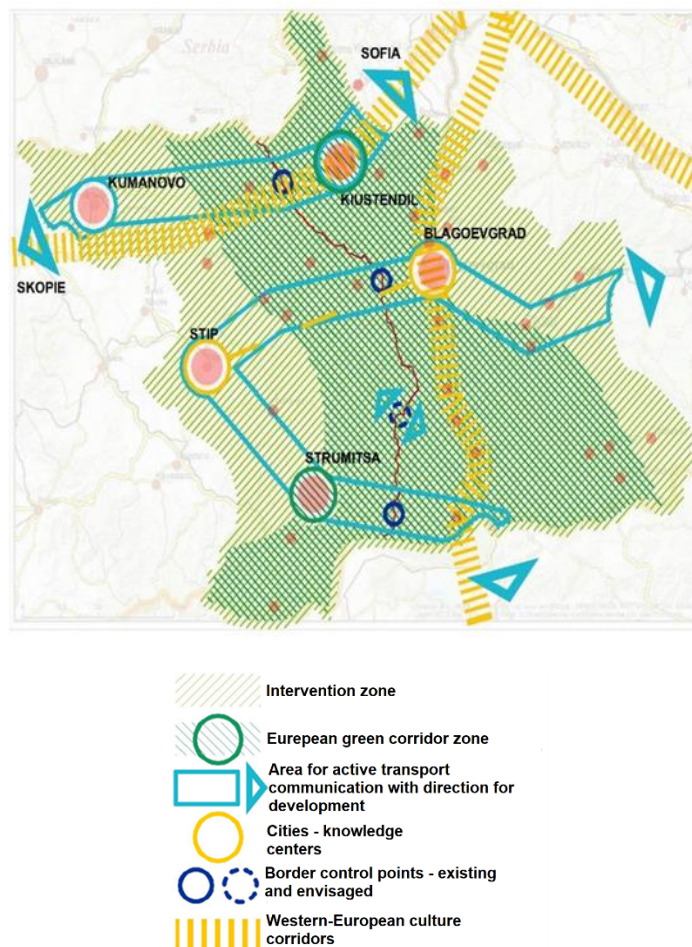 Serbia
SOFIA
KUMANOVO
KIUSTENDIL
BLAGOEVGRAD
SKOPIE
STIP
STRUMITSA
Intervention zone
Eurepean green corridor zone
Area for active transport
communication with direction for
development
Cities - knowledge
centers
Border control points - existing
and envisaged
Western-European culture
corridors